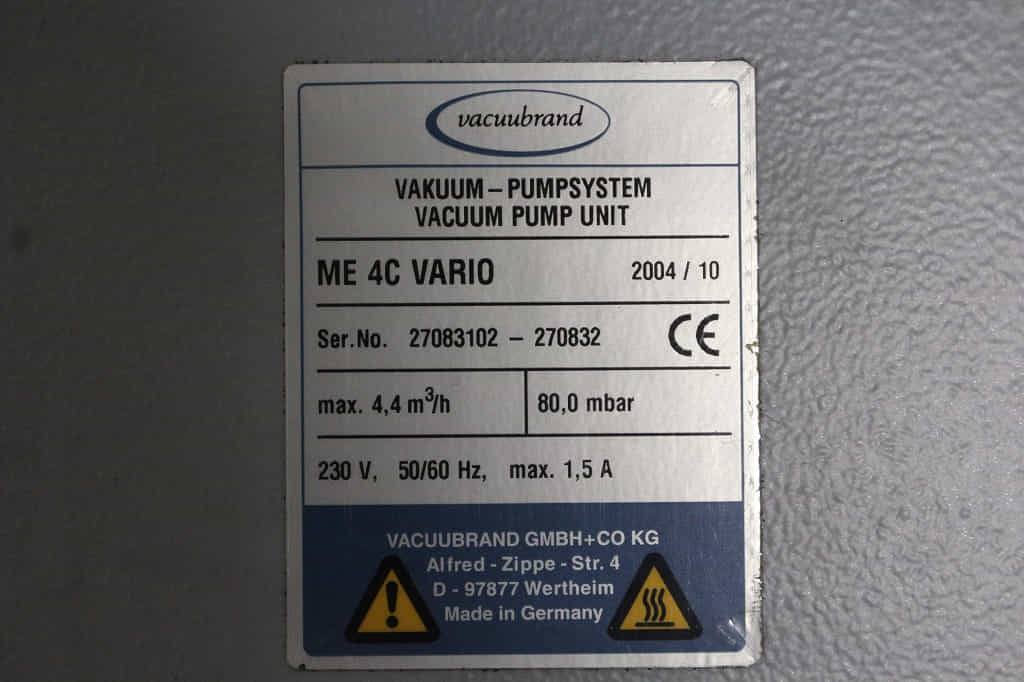 vacuubrand
VAKUUM – PUMPSYSTEM
VACUUM PUMP UNIT
ME 4C VARIO 2004 / 10
Ser.No. 27083102 – 270832 CE
max. 4,4 m³/h 80,0 mbar
230 V, 50/60 Hz, max. 1,5 A
VACUUBRAND GMBH+CO KG
Alfred - Zippe - Str. 4
D - 97877 Wertheim
Made in Germany